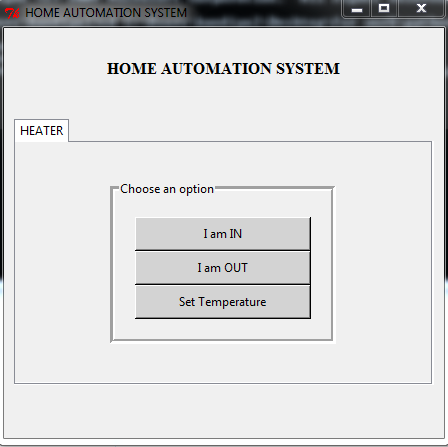 HOME AUTOMATION SYSTEM
HOME AUTOMATION SYSTEM
HEATER
Choose an option
I am IN
I am OUT
Set Temperature